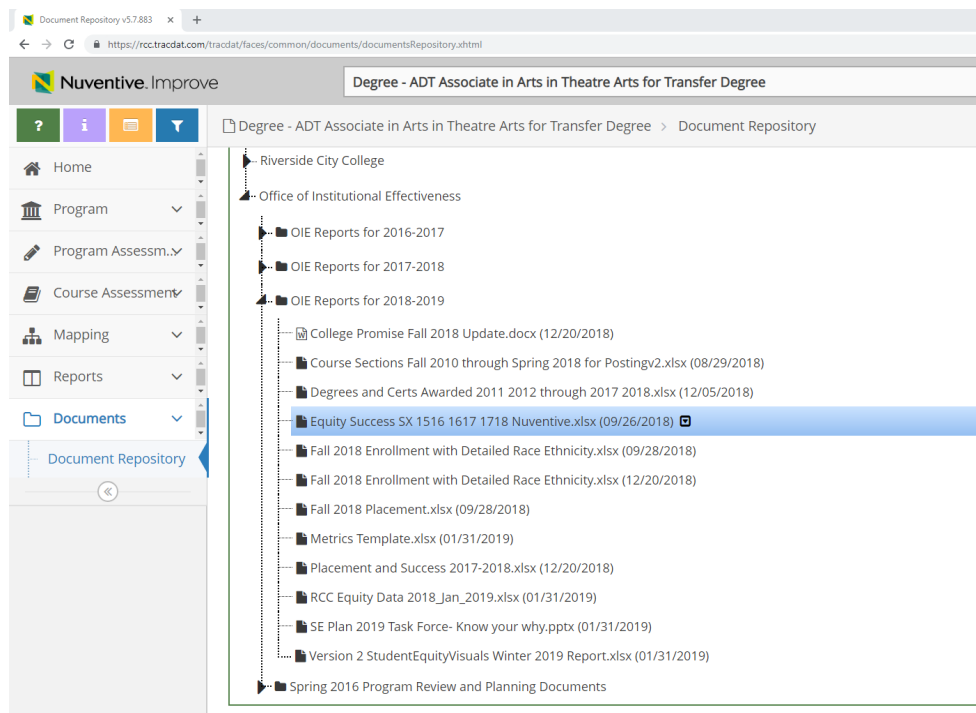 Document Repository v5.7.883
https://rcc.tracdat.com/tracdat/faces/common/documents/documentsRepository.xhtml
Nuventive.Improve
Degree - ADT Associate in Arts in Theatre Arts for Transfer Degree
? i
Degree - ADT Associate in Arts in Theatre Arts for Transfer Degree > Document Repository
Home
Program
Program Assessm...
Course Assessment
Mapping
Reports
Documents
Document Repository
Riverside City College
Office of Institutional Effectiveness
OIE Reports for 2016-2017
OIE Reports for 2017-2018
OIE Reports for 2018-2019
College Promise Fall 2018 Update.docx (12/20/2018)
Course Sections Fall 2010 through Spring 2018 for Postingv2.xlsx (08/29/2018)
Degrees and Certs Awarded 2011 2012 through 2017 2018.xlsx (12/05/2018)
Equity Success SX 1516 1617 1718 Nuventive.xlsx (09/26/2018)
Fall 2018 Enrollment with Detailed Race Ethnicity.xlsx (09/28/2018)
Fall 2018 Enrollment with Detailed Race Ethnicity.xlsx (12/20/2018)
Fall 2018 Placement.xlsx (09/28/2018)
Metrics Template.xlsx (01/31/2019)
Placement and Success 2017-2018.xlsx (12/20/2018)
RCC Equity Data 2018_Jan_2019.xlsx (01/31/2019)
SE Plan 2019 Task Force- Know your why.pptx (01/31/2019)
Version 2 StudentEquityVisuals Winter 2019 Report.xlsx (01/31/2019)
Spring 2016 Program Review and Planning Documents